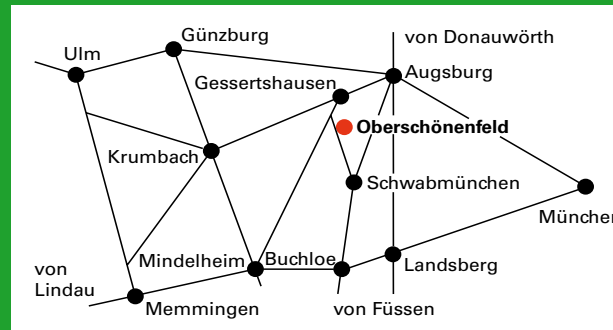 Günzburg
von Donauwörth
Ulm
Gessertshausen
Augsburg
Oberschönenfeld
Krumbach
Schwabmünchen
München
Mindelheim
Buchloe
Landsberg
von
Lindau
Memmingen
von Füssen